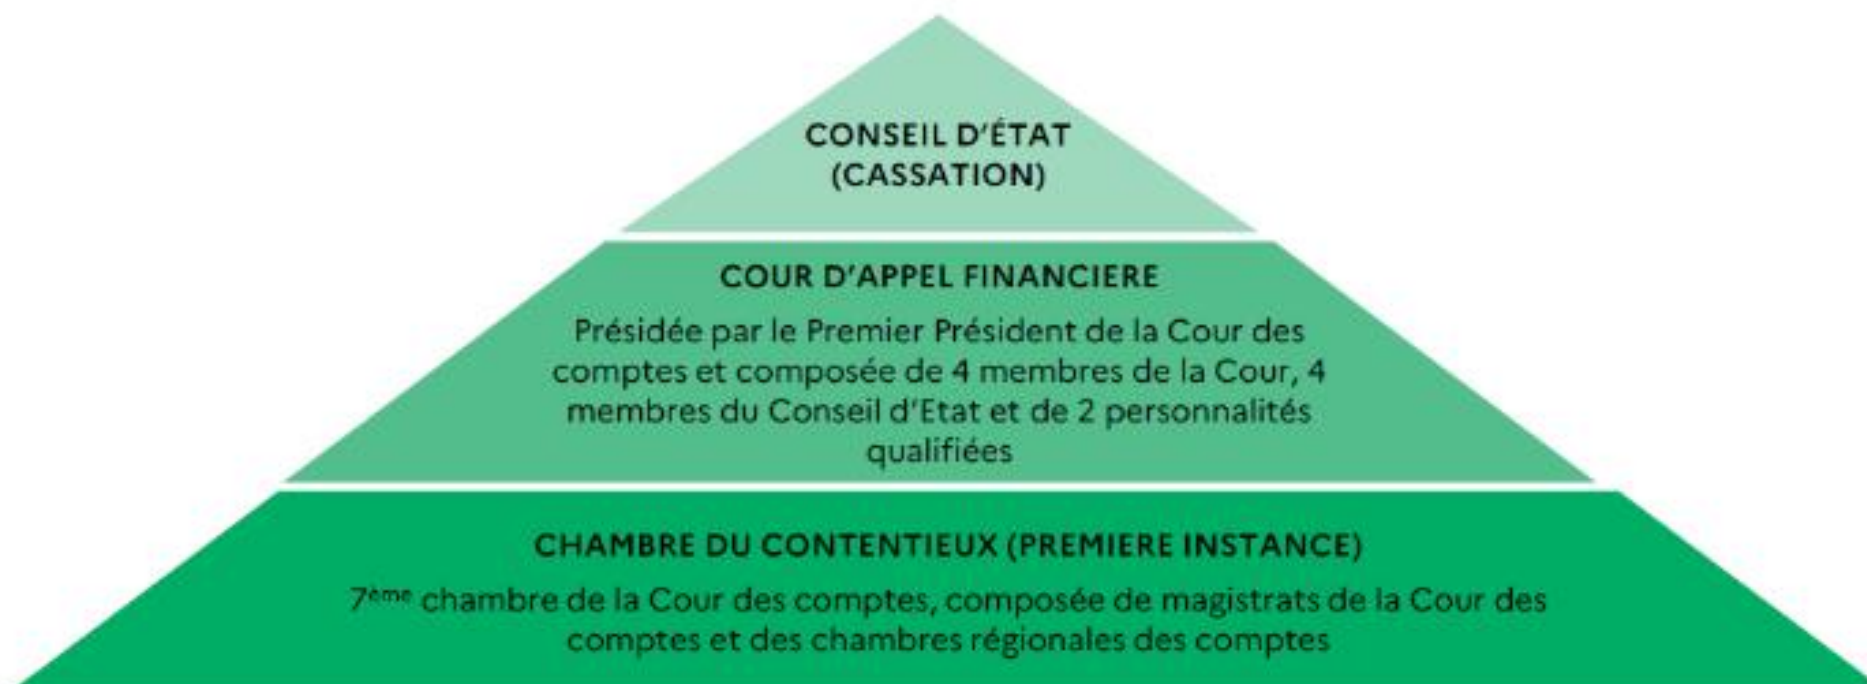 CONSEIL D'ÉTAT
(CASSATION)
COUR D'APPEL FINANCIERE
Présidée par le Premier Président de la Cour des
comptes et composée de 4 membres de la Cour, 4
membres du Conseil d'Etat et de 2 personnalités
qualifiées
CHAMBRE DU CONTENTIEUX (PREMIERE INSTANCE)
7ème chambre de la Cour des comptes, composée de magistrats de la Cour des
comptes et des chambres régionales des comptes